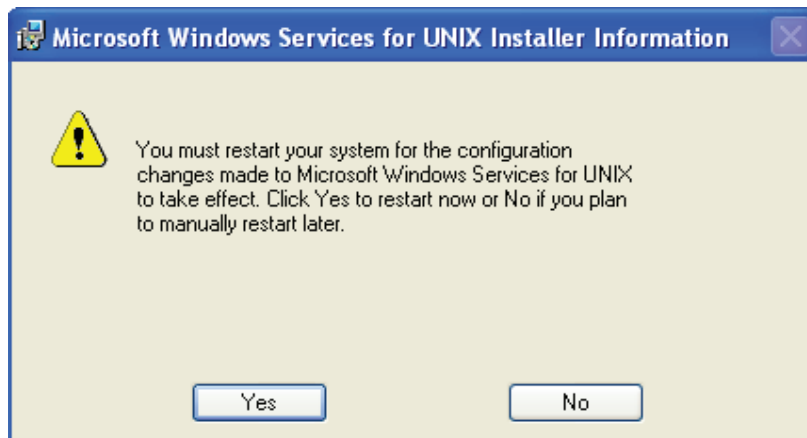 Microsoft Windows Services for UNIX Installer Information
You must restart your system for the configuration
changes made to Microsoft Windows Services for UNIX
to take effect. Click Yes to restart now or No if you plan
to manually restart later.
Yes
No